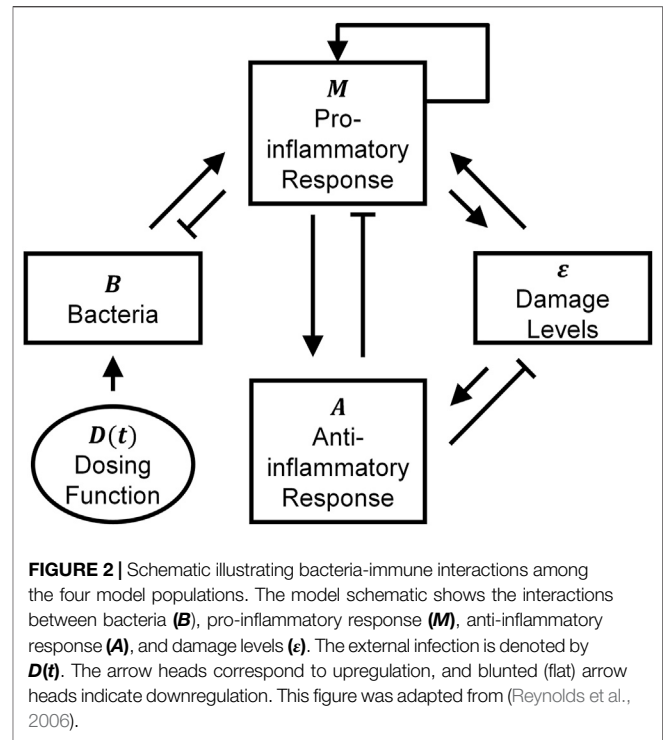 M
Pro-
inflammatory
Response
B
Bacteria
ε
Damage
Levels
D(t)
Dosing
Function
A
Anti-
inflammatory
Response
FIGURE 2 | Schematic illustrating bacteria-immune interactions among
the four model populations. The model schematic shows the interactions
between bacteria (B), pro-inflammatory response (M), anti-inflammatory
response (A), and damage levels (ε). The external infection is denoted by
D(t). The arrow heads correspond to upregulation, and blunted (flat) arrow
heads indicate downregulation. This figure was adapted from (Reynolds et al.,
2006).